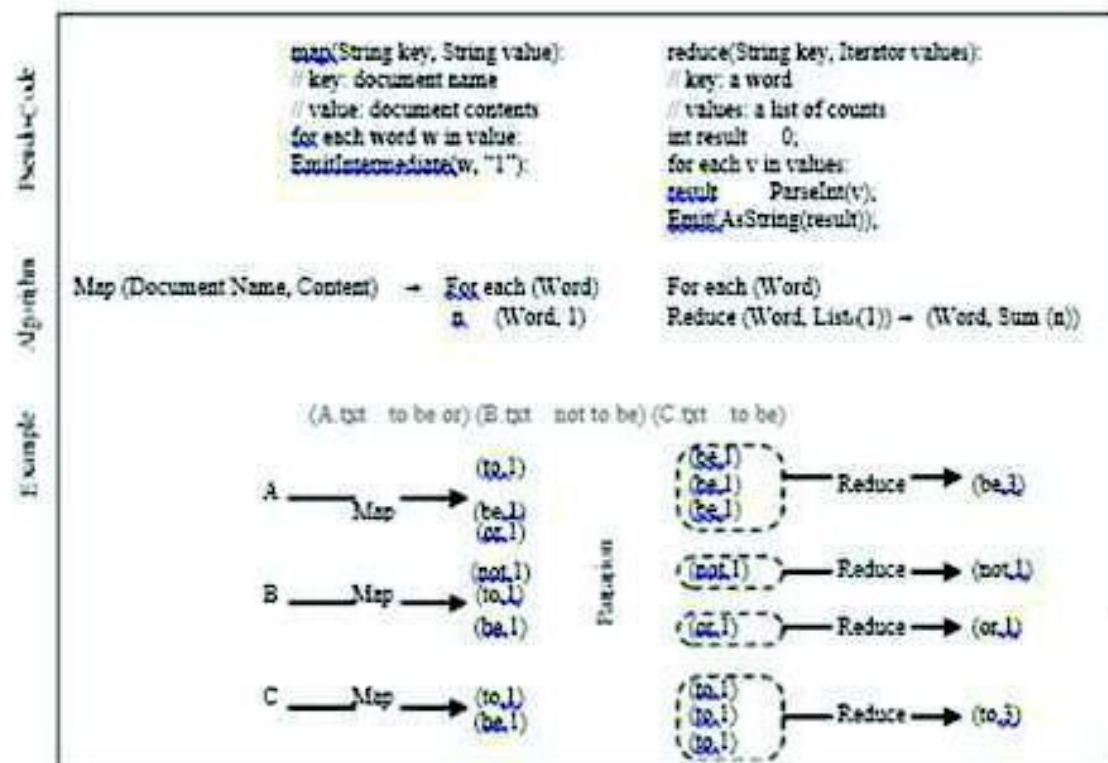 Pseudo-Code
map(String key, String value):
// key: document name
// value: document contents
for each word w in value:
EmitIntermediate(w, "1"):
reduce(String key, Iterator values):
// key: a word
// values: a list of counts
int result 0;
for each v in values:
result ParseInt(v);
Emit(AsString(result));
Algorithm
Map (Document Name, Content) → For each (Word)
n (Word, 1)
For each (Word)
Reduce (Word, List (1)) → (Word, Sum (n))
Example
(A.txt to be or) (B.txt not to be) (C.txt to be)
A Map
(to,1)
(be,1)
(or,1)
B Map
(not,1)
(to,1)
(be,1)
C Map
(to,1)
(be,1)
Partition
(be,1)
(be,1)
(be,1)
Reduce (be,3)
(not,1) Reduce (not,1)
(or,1) Reduce (or,1)
(to,1)
(to,1)
(to,1)
Reduce (to,3)